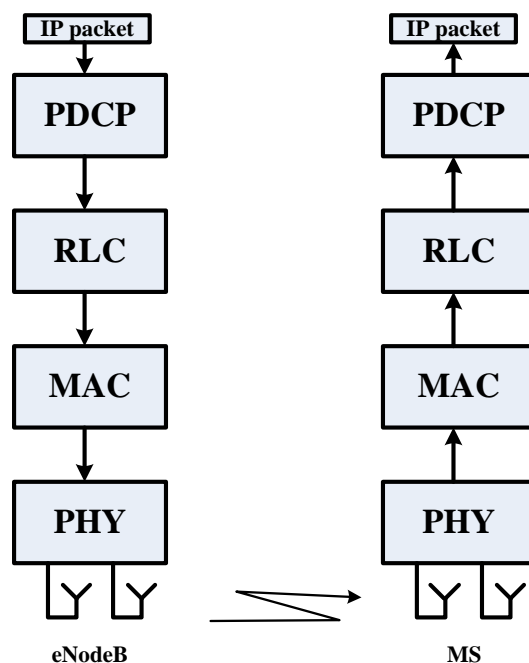 IP packet
PDCP
RLC
MAC
PHY
eNodeB
IP packet
PDCP
RLC
MAC
PHY
MS